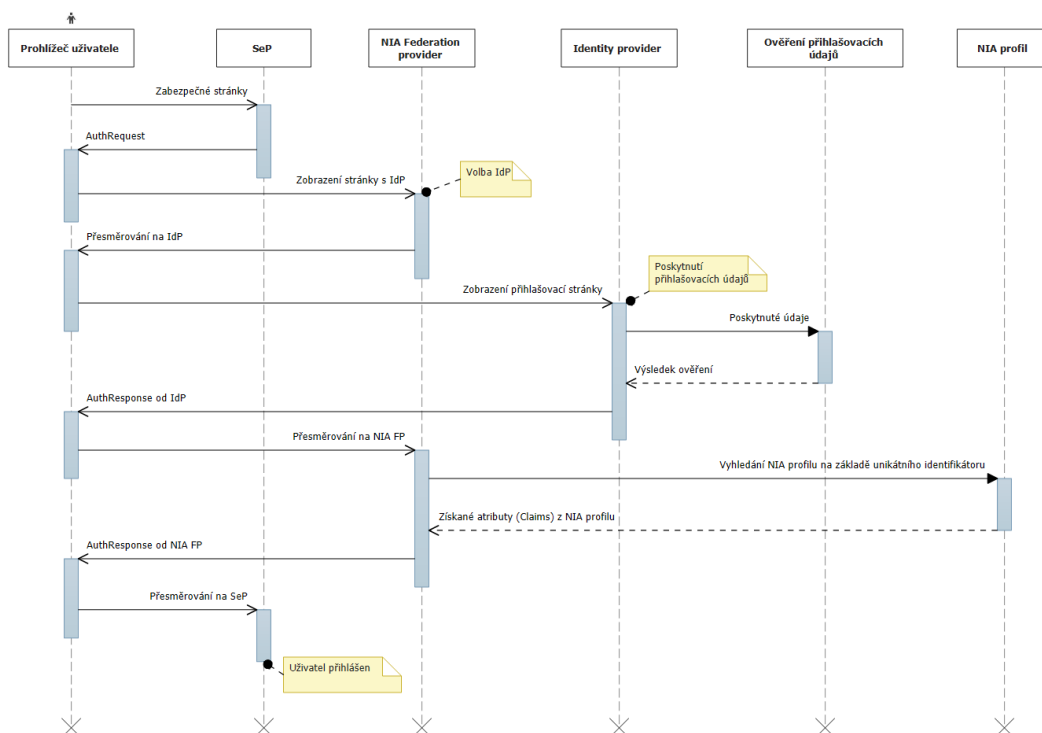 Prohlížeč uživatele
SeP
NIA Federation
provider
Identity provider
Ověření přihlašovacích
údajů
NIA profil
Zabezpečné stránky
AuthRequest
Volba IdP
Zobrazení stránky s IdP
Přesměrování na IdP
Poskytnutí
přihlašovacích údajů
Zobrazení přihlašovací stránky
Poskytnuté údaje
Výsledek ověření
AuthResponse od IdP
Přesměrování na NIA FP
Vyhledání NIA profilu na základě unikátního identifikátoru
Získané atributy (Claims) z NIA profilu
AuthResponse od NIA FP
Přesměrování na SeP
Uživatel přihlášen